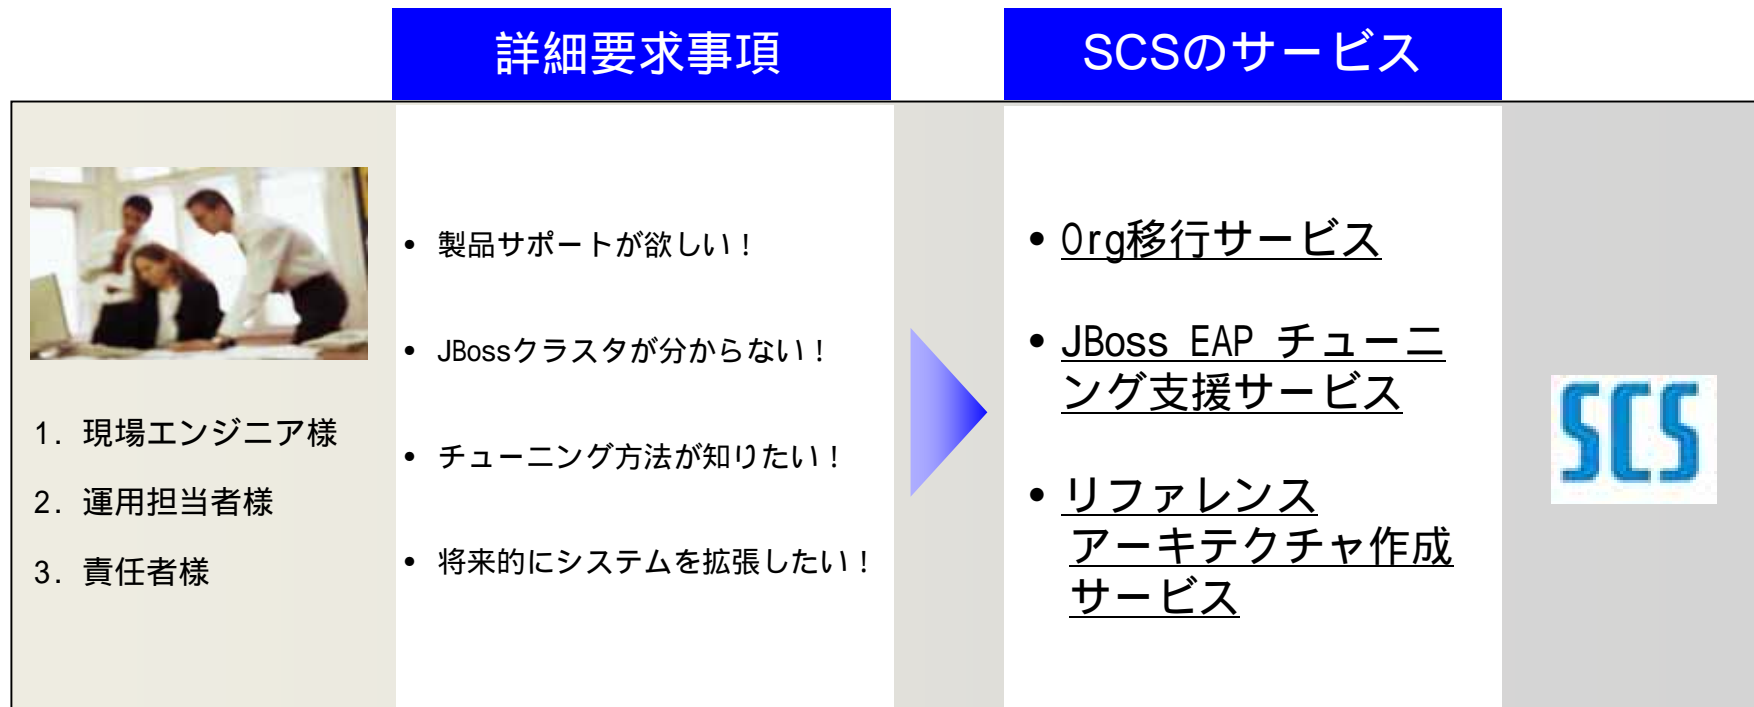 詳細要求事項
SCSのサービス
1. 現場エンジニア様
2. 運用担当者様
3. 責任者様
• 製品サポートが欲しい！
• JBossクラスタが分からない！
• チューニング方法が知りたい！
• 将来的にシステムを拡張したい！
• Org移行サービス
• JBoss EAP チューニ
ング支援サービス
• リファレンス
アーキテクチャ作成
サービス
SCS